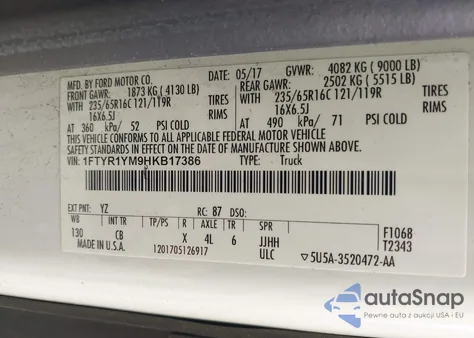 MFD. BY FORD MOTOR CO.
DATE: 05/17 GVWR: 4082 KG ( 9000 LB)
FRONT GAWR: 1873 KG ( 4130 LB) REAR GAWR: 2502 KG ( 5515 LB)
WITH 235/65R16C 121/119R TIRES WITH 235/65R16C 121/119R TIRES
16X6.5J RIMS 16X6.5J RIMS
AT 360 kPa/ 52 PSI COLD AT 490 kPa/ 71 PSI COLD
THIS VEHICLE CONFORMS TO ALL APPLICABLE FEDERAL MOTOR VEHICLE
SAFETY STANDARDS IN EFFECT ON THE DATE OF MANUFACTURE SHOWN ABOVE.
VIN: 1FTYR1YM9HKB17386 TYPE: Truck
EXT PNT: YZ RC: 87 DSO:
WB INT TR TP/PS R AXLE TR SPR
130 CB X 4L 6 JJHH
F1068
T2343
MADE IN U.S.A. 1201705126917 ULC ▽5U5A-3520472-AA
autoSnap
Pewne auta z aukcji USA i EU